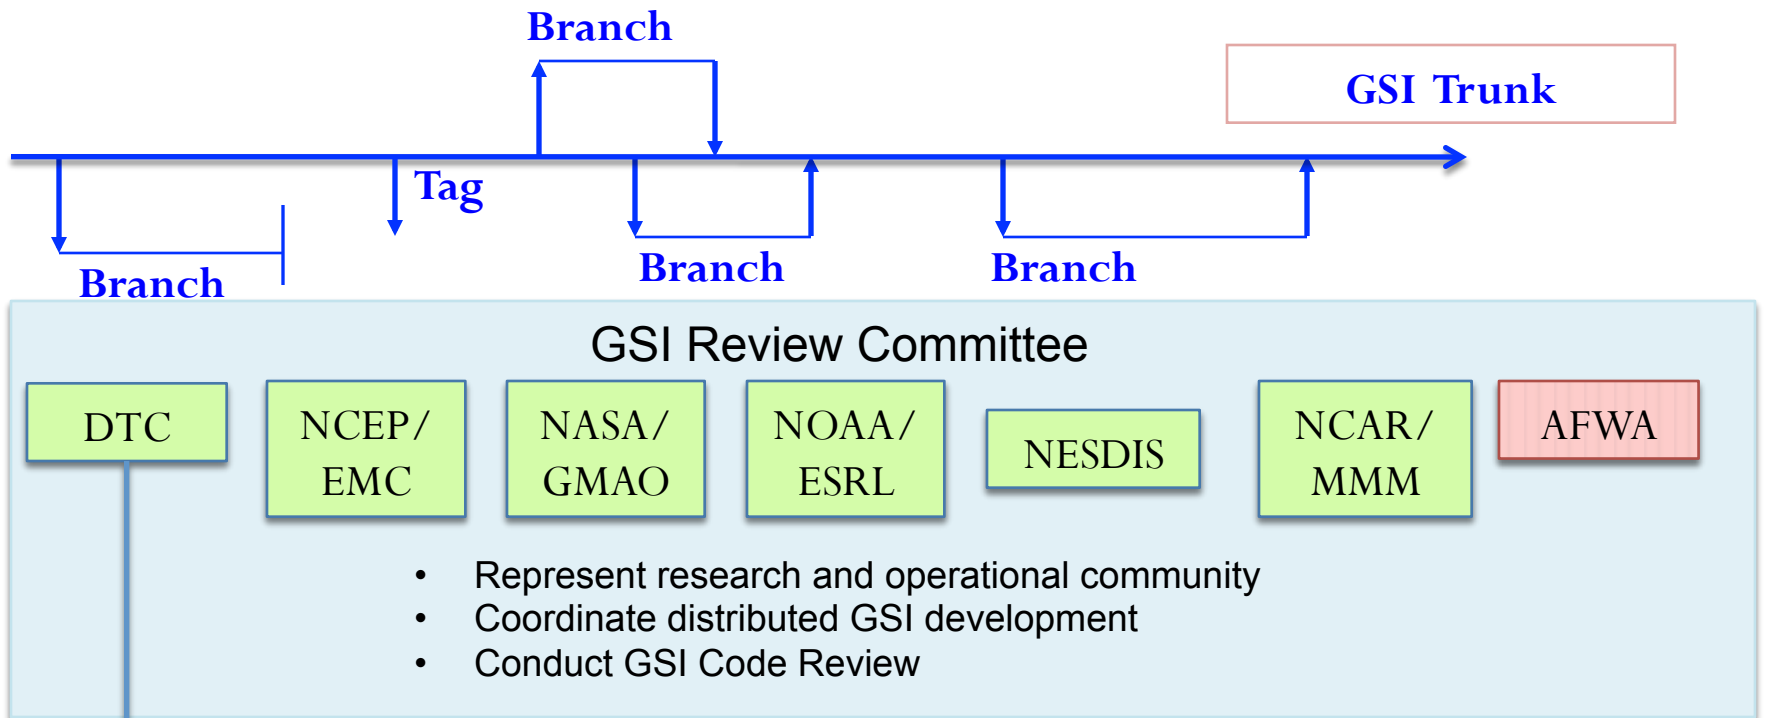 Branch
GSI Trunk
Tag
Branch
Branch
Branch
GSI Review Committee
DTC
NCEP/
EMC
NASA/
GMAO
NOAA/
ESRL
NESDIS
NCAR/
MMM
AFWA
• Represent research and operational community
• Coordinate distributed GSI development
• Conduct GSI Code Review